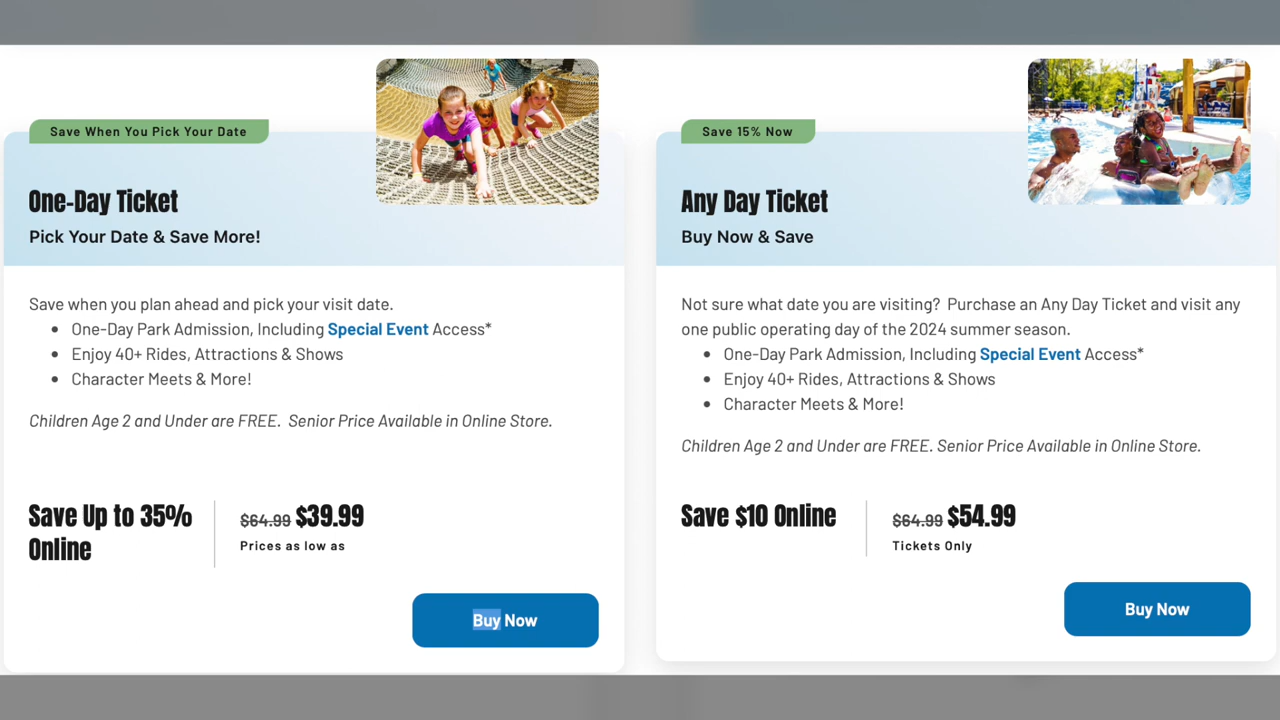 Save When You Pick Your Date
One-Day Ticket
Pick Your Date & Save More!
Save when you plan ahead and pick your visit date.
• One-Day Park Admission, Including Special Event Access*
• Enjoy 40+ Rides, Attractions & Shows
• Character Meets & More!
Children Age 2 and Under are FREE.  Senior Price Available in Online Store.
Save Up to 35%
Online
$64.99 $39.99
Prices as low as
Buy Now
Save 15% Now
Any Day Ticket
Buy Now & Save
Not sure what date you are visiting?  Purchase an Any Day Ticket and visit any
one public operating day of the 2024 summer season.
• One-Day Park Admission, Including Special Event Access*
• Enjoy 40+ Rides, Attractions & Shows
• Character Meets & More!
Children Age 2 and Under are FREE. Senior Price Available in Online Store.
Save $10 Online
$64.99 $54.99
Tickets Only
Buy Now